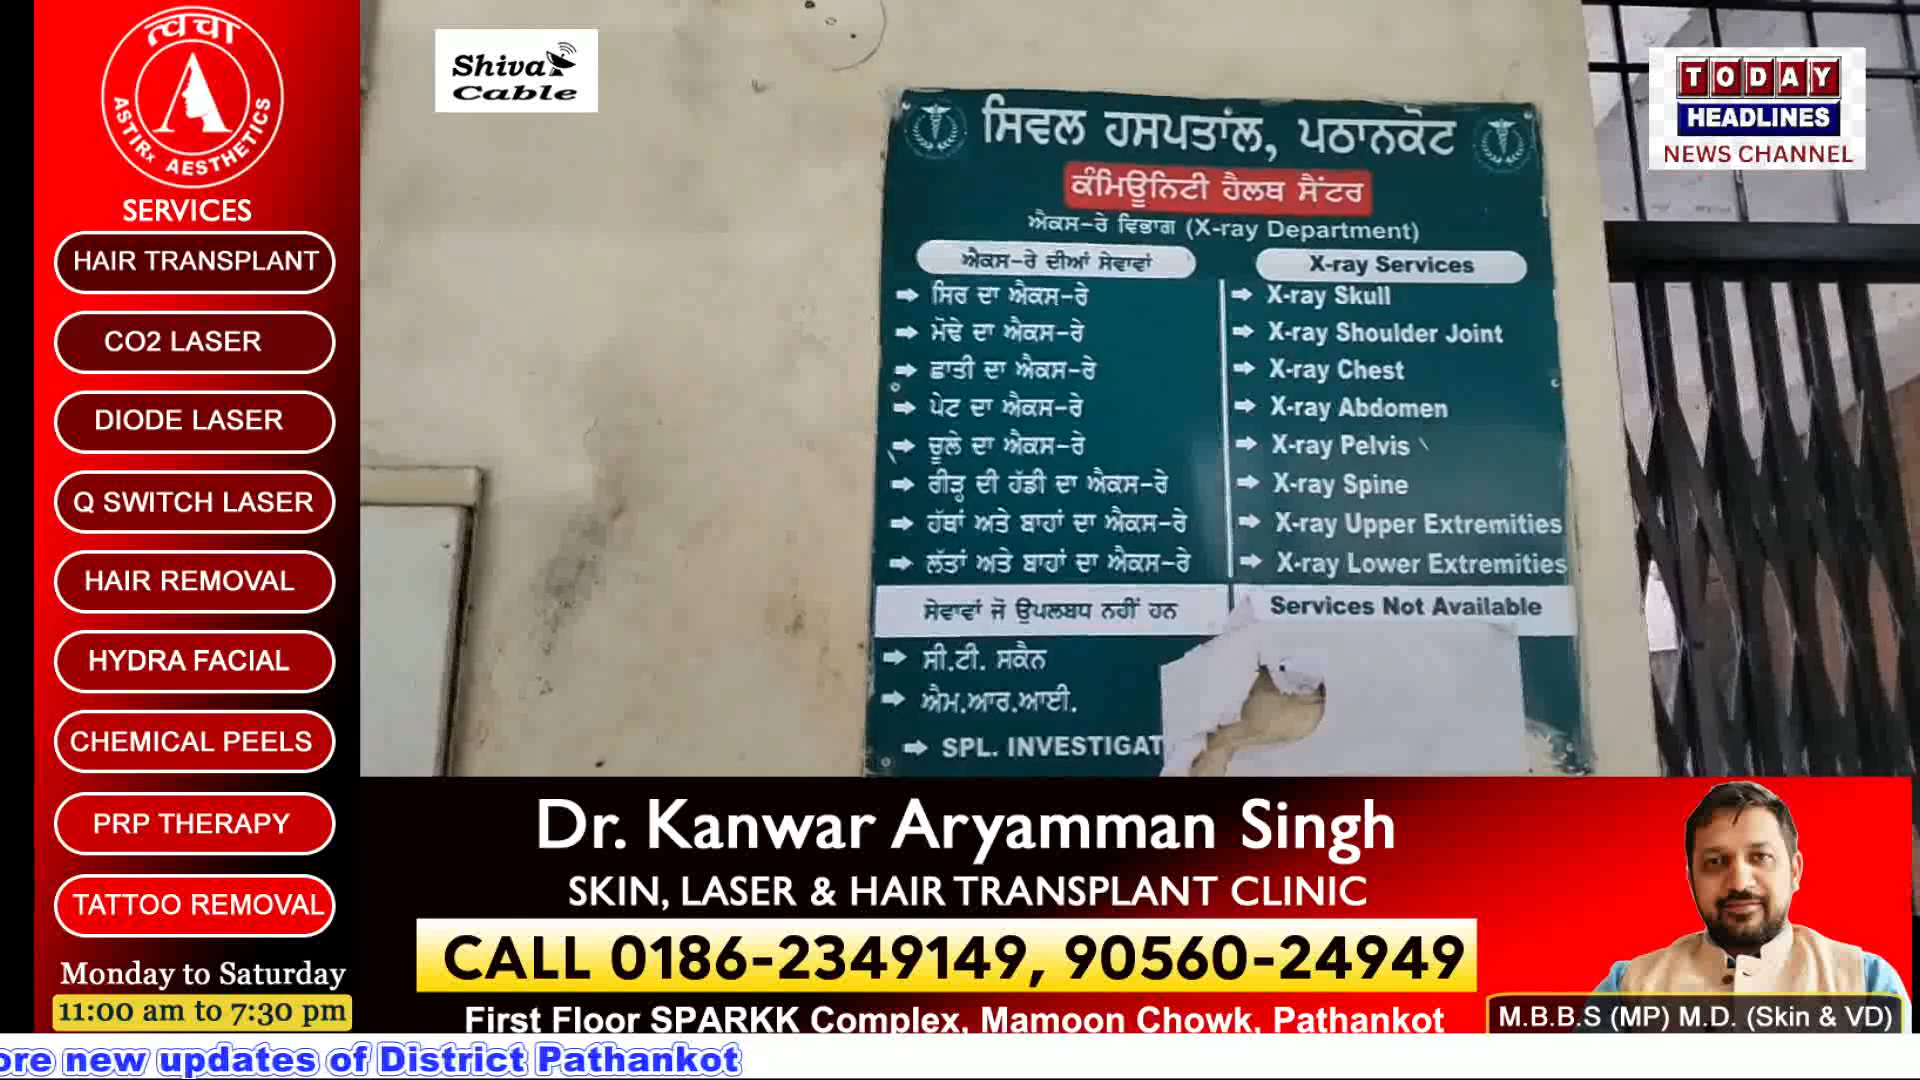 त्वचा
ASTIRx AESTHETICS
SERVICES
HAIR TRANSPLANT
CO2 LASER
DIODE LASER
Q SWITCH LASER
HAIR REMOVAL
HYDRA FACIAL
CHEMICAL PEELS
PRP THERAPY
TATTOO REMOVAL
Monday to Saturday
11:00 am to 7:30 pm
Shiva
Cable
TODAY
HEADLINES
NEWS CHANNEL
ਸਿਵਲ ਹਸਪਤਾਂਲ, ਪਠਾਨਕੋਟ
ਕੰਮਿਊਨਿਟੀ ਹੈਲਥ ਸੈਂਟਰ
ਐਕਸ-ਰੇ ਵਿਭਾਗ (X-ray Department)
ਐਕਸ-ਰੇ ਦੀਆਂ ਸੇਵਾਵਾਂ
ਸਿਰ ਦਾ ਐਕਸ-ਰੇ
ਮੋਢੇ ਦਾ ਐਕਸ-ਰੇ
ਛਾਤੀ ਦਾ ਐਕਸ-ਰੇ
ਪੇਟ ਦਾ ਐਕਸ-ਰੇ
ਚੂਲੇ ਦਾ ਐਕਸ-ਰੇ
ਰੀੜ੍ਹ ਦੀ ਹੱਡੀ ਦਾ ਐਕਸ-ਰੇ
ਹੱਥਾਂ ਅਤੇ ਬਾਹਾਂ ਦਾ ਐਕਸ-ਰੇ
ਲੱਤਾਂ ਅਤੇ ਬਾਹਾਂ ਦਾ ਐਕਸ-ਰੇ
X-ray Services
X-ray Skull
X-ray Shoulder Joint
X-ray Chest
X-ray Abdomen
X-ray Pelvis
X-ray Spine
X-ray Upper Extremities
X-ray Lower Extremities
ਸੇਵਾਵਾਂ ਜੋ ਉਪਲਬਧ ਨਹੀਂ ਹਨ
Services Not Available
ਸੀ.ਟੀ. ਸਕੈਨ
ਐਮ.ਆਰ.ਆਈ.
SPL. INVESTIGAT
Dr. Kanwar Aryamman Singh
SKIN, LASER & HAIR TRANSPLANT CLINIC
CALL 0186-2349149, 90560-24949
First Floor SPARKK Complex, Mamoon Chowk, Pathankot
M.B.B.S (MP) M.D. (Skin & VD)
ore new updates of District Pathankot